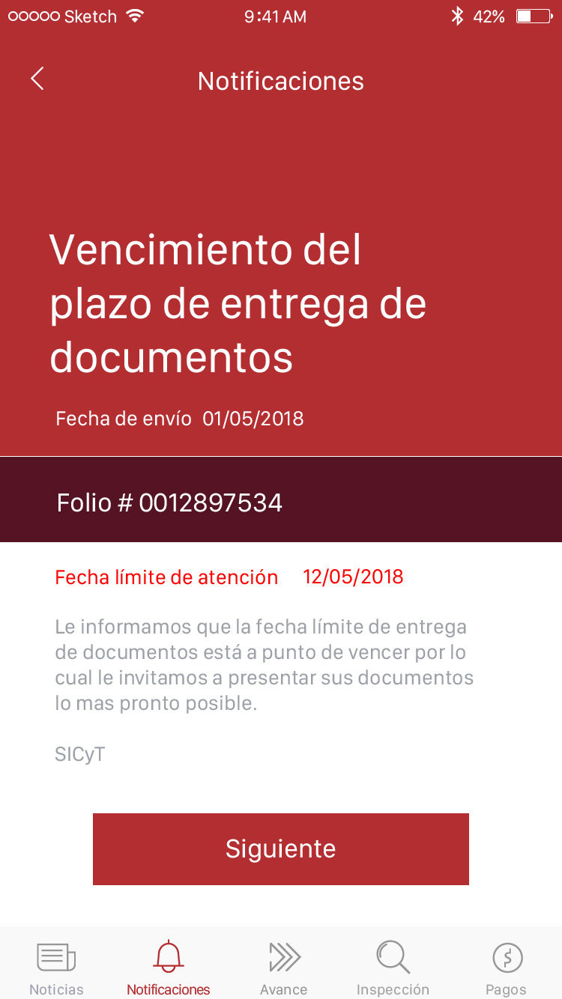 Sketch 9:41 AM 42%
Notificaciones
Vencimiento del
plazo de entrega de
documentos
Fecha de envío 01/05/2018
Folio # 0012897534
Fecha límite de atención 12/05/2018
Le informamos que la fecha límite de entrega
de documentos está a punto de vencer por lo
cual le invitamos a presentar sus documentos
lo mas pronto posible.
SICyT
Siguiente
Noticias Notificaciones Avance Inspección Pagos